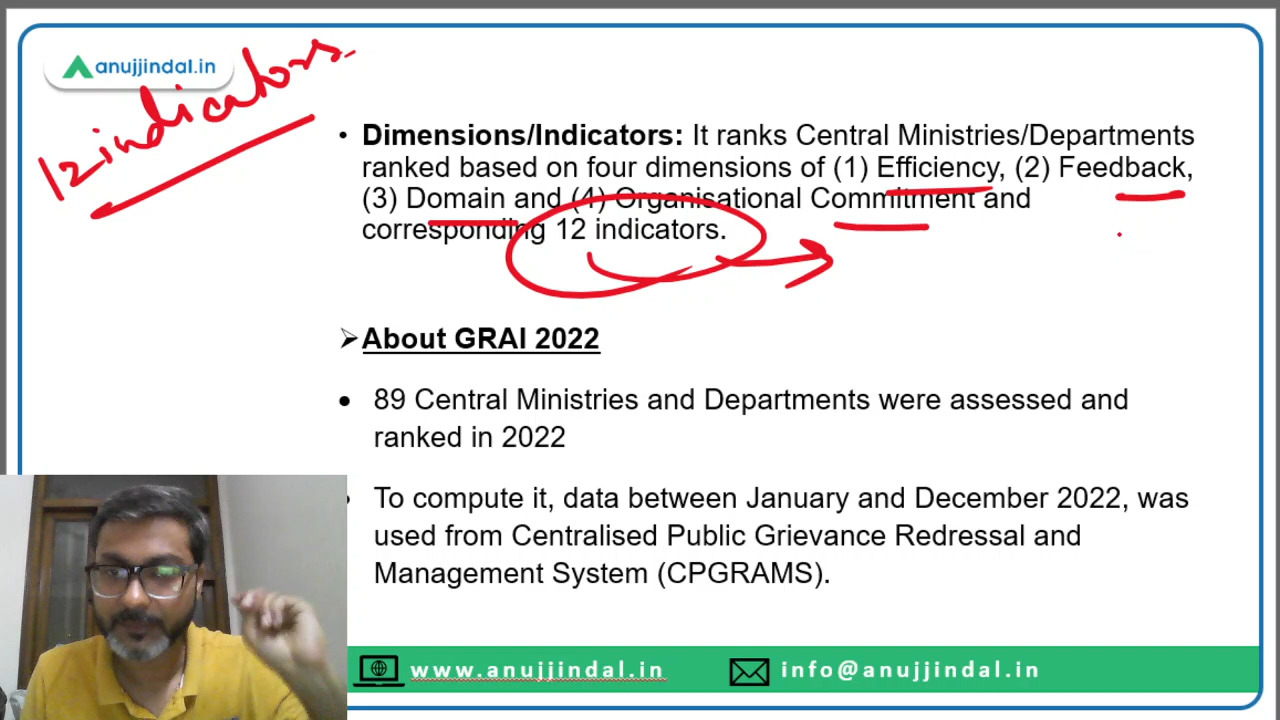 anujjindal.in
12 indicators.
• Dimensions/Indicators: It ranks Central Ministries/Departments
ranked based on four dimensions of (1) Efficiency, (2) Feedback,
(3) Domain and (4) Organisational Commitment and
corresponding 12 indicators.
➢ About GRAI 2022
• 89 Central Ministries and Departments were assessed and
ranked in 2022
• To compute it, data between January and December 2022, was
used from Centralised Public Grievance Redressal and
Management System (CPGRAMS).
www.anujjindal.in info@anujjindal.in